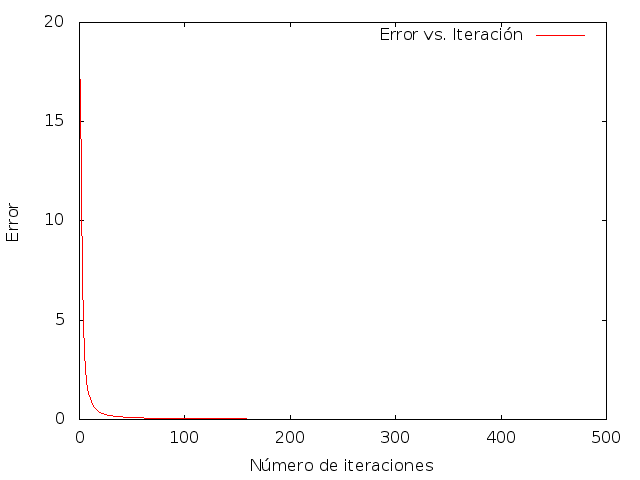 Error vs. Iteración
20
15
10
5
0
Error
0 100 200 300 400 500
Número de iteraciones